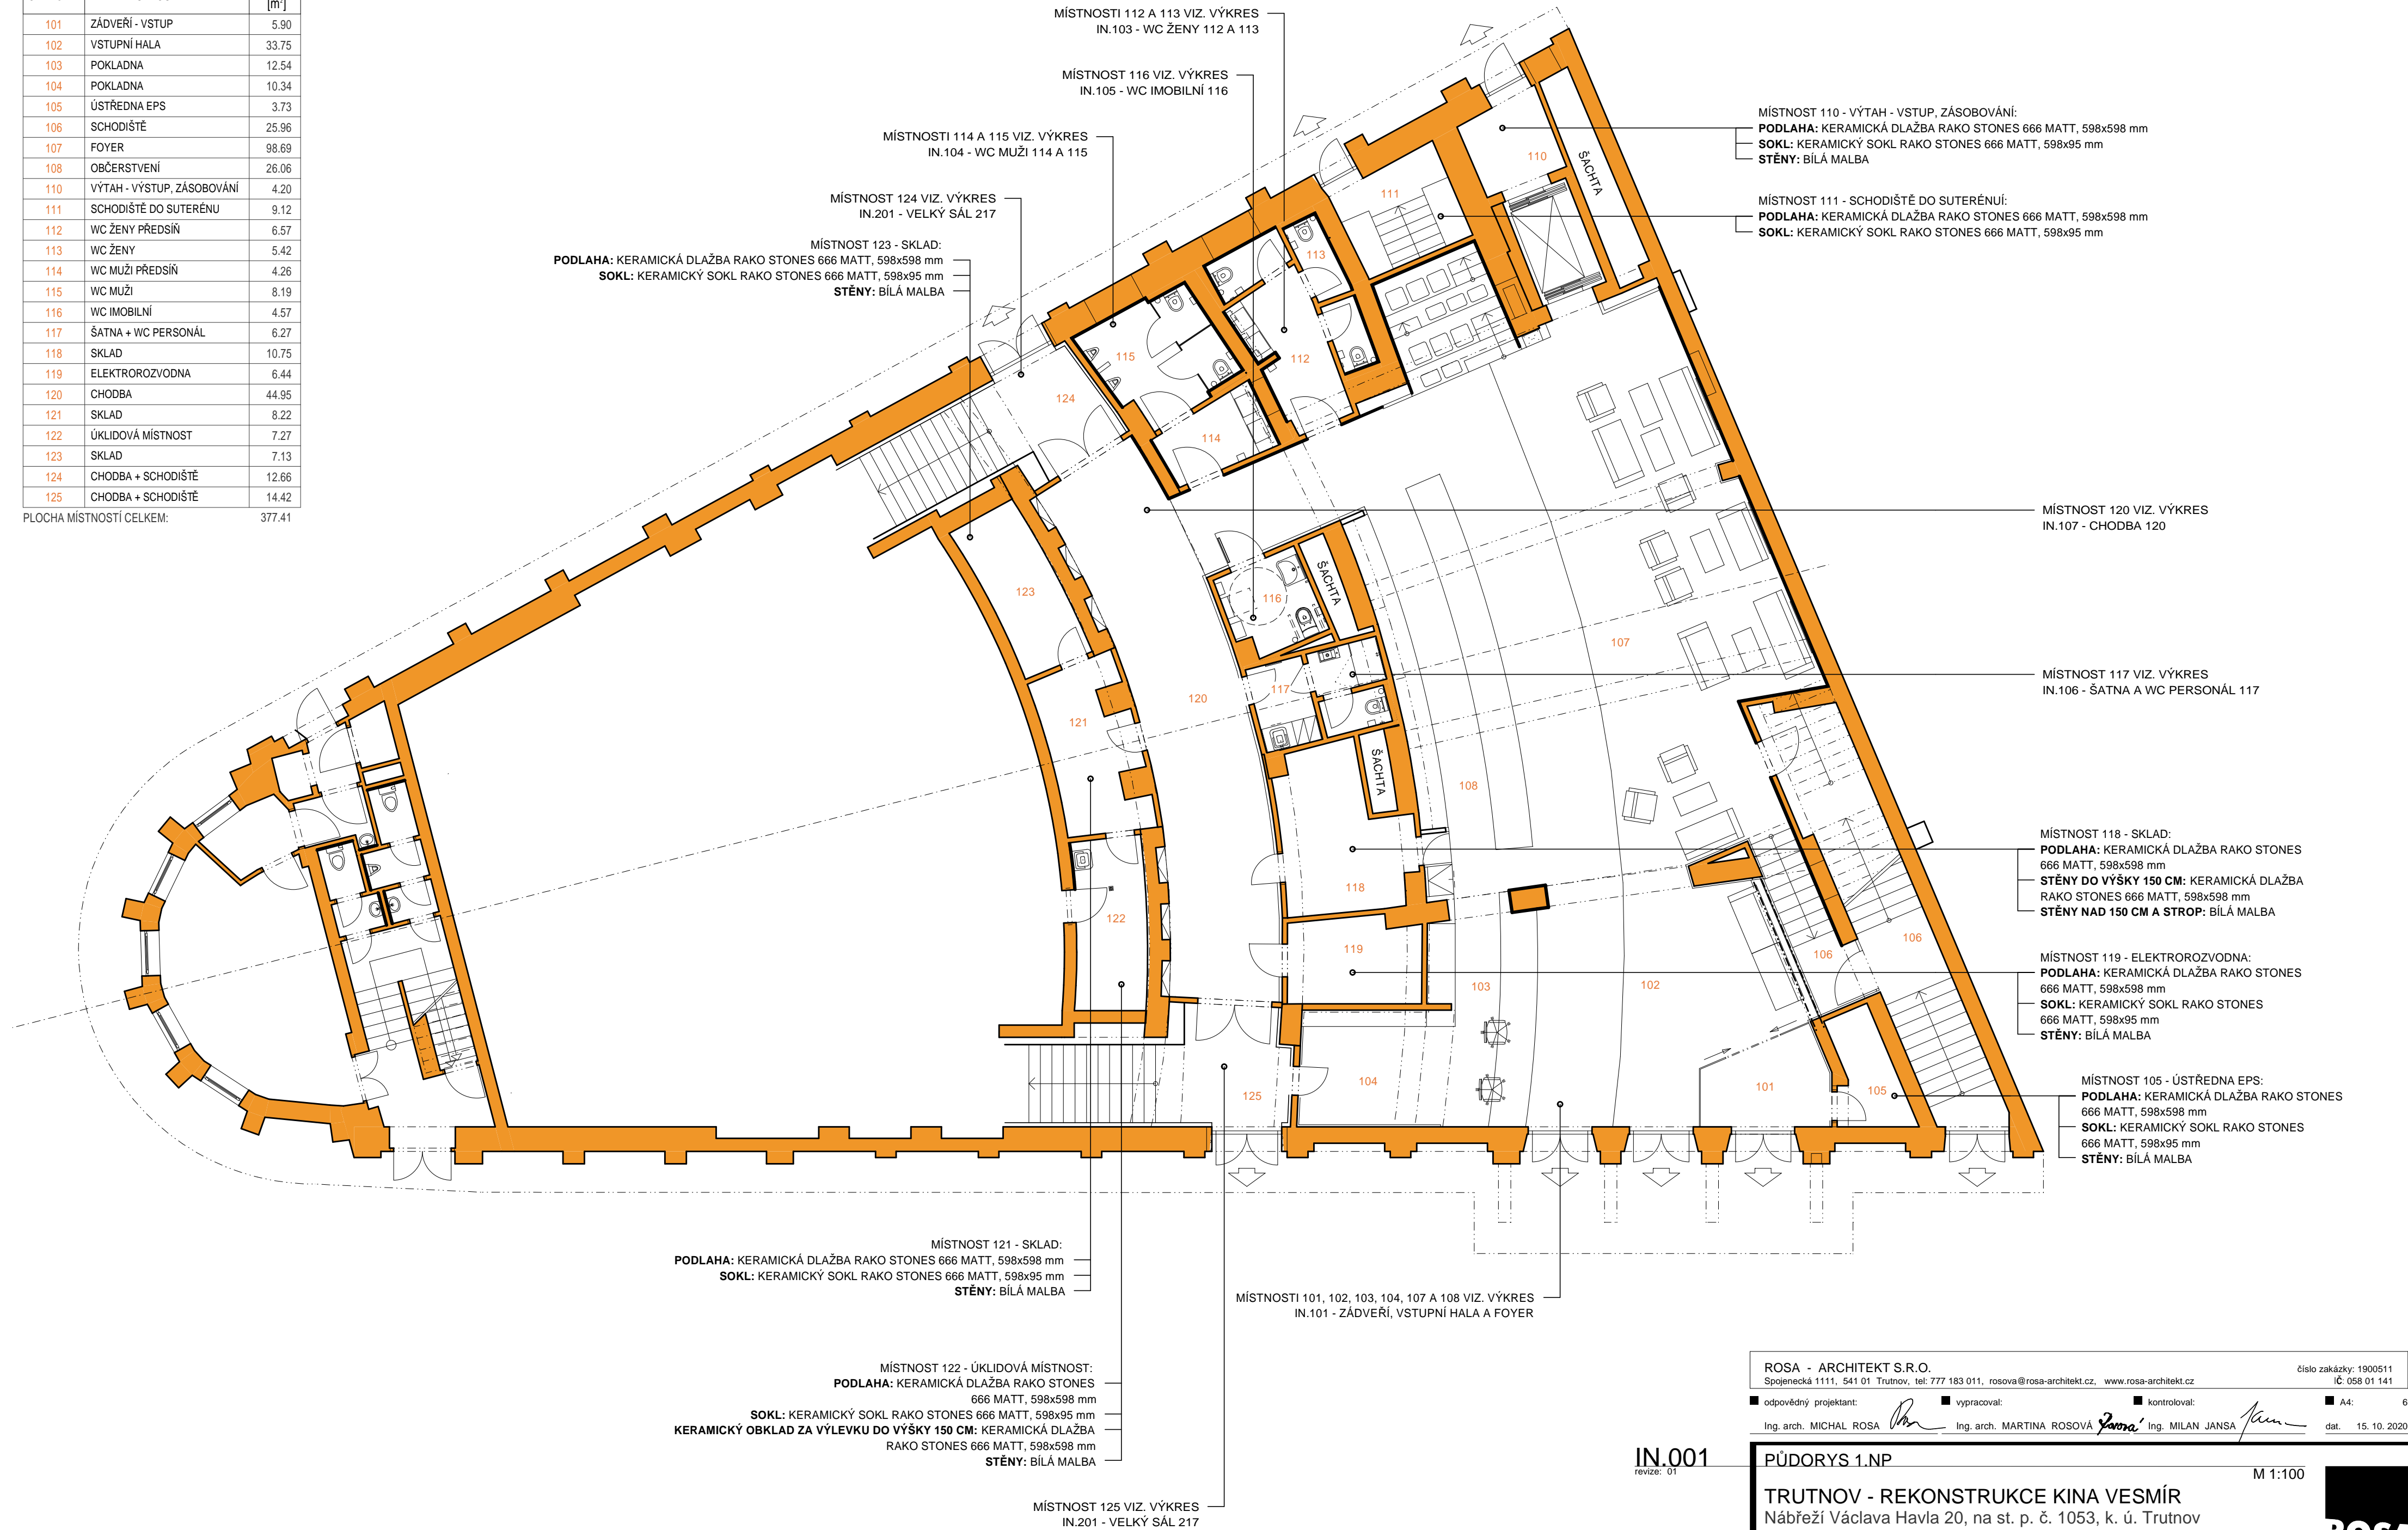 [m²]
101 ZÁDVEŘÍ - VSTUP 5.90
102 VSTUPNÍ HALA 33.75
103 POKLADNA 12.54
104 POKLADNA 10.34
105 ÚSTŘEDNA EPS 3.73
106 SCHODIŠTĚ 25.96
107 FOYER 98.69
108 OBČERSTVENÍ 26.06
110 VÝTAH - VÝSTUP, ZÁSOBOVÁNÍ 4.20
111 SCHODIŠTĚ DO SUTERÉNU 9.12
112 WC ŽENY PŘEDSÍŇ 6.57
113 WC ŽENY 5.42
114 WC MUŽI PŘEDSÍŇ 4.26
115 WC MUŽI 8.19
116 WC IMOBILNÍ 4.57
117 ŠATNA + WC PERSONÁL 6.27
118 SKLAD 10.75
119 ELEKTROROZVODNA 6.44
120 CHODBA 44.95
121 SKLAD 8.22
122 ÚKLIDOVÁ MÍSTNOST 7.27
123 SKLAD 7.13
124 CHODBA + SCHODIŠTĚ 12.66
125 CHODBA + SCHODIŠTĚ 14.42
PLOCHA MÍSTNOSTÍ CELKEM: 377.41
MÍSTNOSTI 112 A 113 VIZ. VÝKRES
IN.103 - WC ŽENY 112 A 113
MÍSTNOST 116 VIZ. VÝKRES
IN.105 - WC IMOBILNÍ 116
MÍSTNOSTI 114 A 115 VIZ. VÝKRES
IN.104 - WC MUŽI 114 A 115
MÍSTNOST 124 VIZ. VÝKRES
IN.201 - VELKÝ SÁL 217
MÍSTNOST 123 - SKLAD:
PODLAHA: KERAMICKÁ DLAŽBA RAKO STONES 666 MATT, 598x598 mm
SOKL: KERAMICKÝ SOKL RAKO STONES 666 MATT, 598x95 mm
STĚNY: BÍLÁ MALBA
MÍSTNOST 110 - VÝTAH - VSTUP, ZÁSOBOVÁNÍ:
PODLAHA: KERAMICKÁ DLAŽBA RAKO STONES 666 MATT, 598x598 mm
SOKL: KERAMICKÝ SOKL RAKO STONES 666 MATT, 598x95 mm
STĚNY: BÍLÁ MALBA
MÍSTNOST 111 - SCHODIŠTĚ DO SUTERÉNUÍ:
PODLAHA: KERAMICKÁ DLAŽBA RAKO STONES 666 MATT, 598x598 mm
SOKL: KERAMICKÝ SOKL RAKO STONES 666 MATT, 598x95 mm
110
ŠACHTA
111
113
112
115
124
114
123
116
ŠACHTA
107
117
120
121
ŠACHTA
108
118
122
119
103
102
106
106
104
125
101
105
MÍSTNOST 120 VIZ. VÝKRES
IN.107 - CHODBA 120
MÍSTNOST 117 VIZ. VÝKRES
IN.106 - ŠATNA A WC PERSONÁL 117
MÍSTNOST 118 - SKLAD:
PODLAHA: KERAMICKÁ DLAŽBA RAKO STONES
666 MATT, 598x598 mm
STĚNY DO VÝŠKY 150 CM: KERAMICKÁ DLAŽBA
RAKO STONES 666 MATT, 598x598 mm
STĚNY NAD 150 CM A STROP: BÍLÁ MALBA
MÍSTNOST 119 - ELEKTROROZVODNA:
PODLAHA: KERAMICKÁ DLAŽBA RAKO STONES
666 MATT, 598x598 mm
SOKL: KERAMICKÝ SOKL RAKO STONES
666 MATT, 598x95 mm
STĚNY: BÍLÁ MALBA
MÍSTNOST 105 - ÚSTŘEDNA EPS:
PODLAHA: KERAMICKÁ DLAŽBA RAKO STONES
666 MATT, 598x598 mm
SOKL: KERAMICKÝ SOKL RAKO STONES
666 MATT, 598x95 mm
STĚNY: BÍLÁ MALBA
MÍSTNOST 121 - SKLAD:
PODLAHA: KERAMICKÁ DLAŽBA RAKO STONES 666 MATT, 598x598 mm
SOKL: KERAMICKÝ SOKL RAKO STONES 666 MATT, 598x95 mm
STĚNY: BÍLÁ MALBA
MÍSTNOSTI 101, 102, 103, 104, 107 A 108 VIZ. VÝKRES
IN.101 - ZÁDVEŘÍ, VSTUPNÍ HALA A FOYER
MÍSTNOST 122 - ÚKLIDOVÁ MÍSTNOST:
PODLAHA: KERAMICKÁ DLAŽBA RAKO STONES
666 MATT, 598x598 mm
SOKL: KERAMICKÝ SOKL RAKO STONES 666 MATT, 598x95 mm
KERAMICKÝ OBKLAD ZA VÝLEVKU DO VÝŠKY 150 CM: KERAMICKÁ DLAŽBA
RAKO STONES 666 MATT, 598x598 mm
STĚNY: BÍLÁ MALBA
MÍSTNOST 125 VIZ. VÝKRES
IN.201 - VELKÝ SÁL 217
ROSA - ARCHITEKT S.R.O. číslo zakázky: 1900511
Spojenecká 1111, 541 01 Trutnov, tel: 777 183 011, rosova@rosa-architekt.cz, www.rosa-architekt.cz IČ: 058 01 141
odpovědný projektant: vypracoval: kontroloval: A4: 6
Ing. arch. MICHAL ROSA Ing. arch. MARTINA ROSOVÁ Ing. MILAN JANSA dat. 15. 10. 2020
IN.001
revize: 01
PŮDORYS 1.NP
M 1:100
TRUTNOV - REKONSTRUKCE KINA VESMÍR
Nábřeží Václava Havla 20, na st. p. č. 1053, k. ú. Trutnov